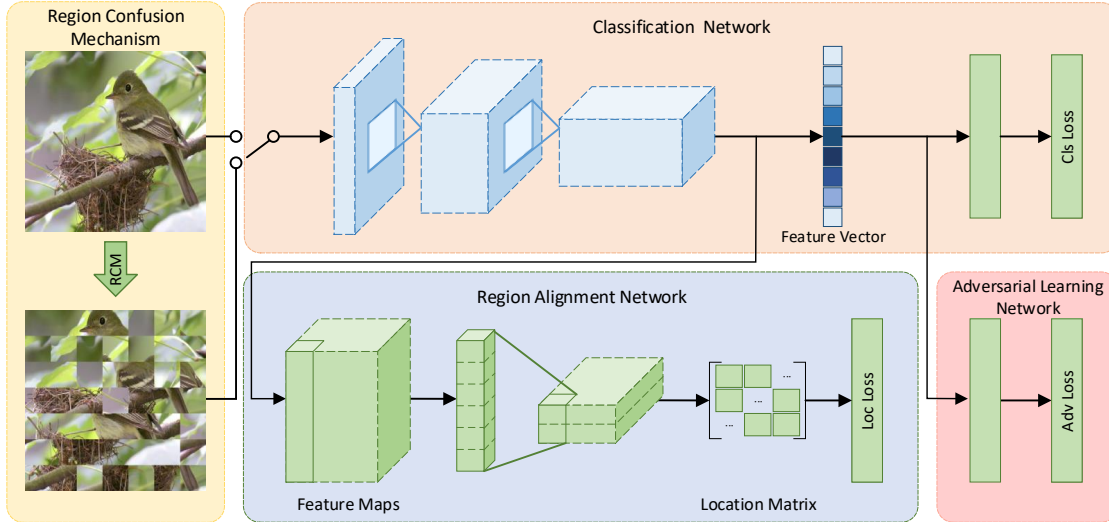 Region Confusion
Mechanism
RCM
Classification Network
Feature Vector
Cls Loss
Region Alignment Network
Feature Maps
...
...
...
Location Matrix
Loc Loss
Adversarial Learning
Network
Adv Loss